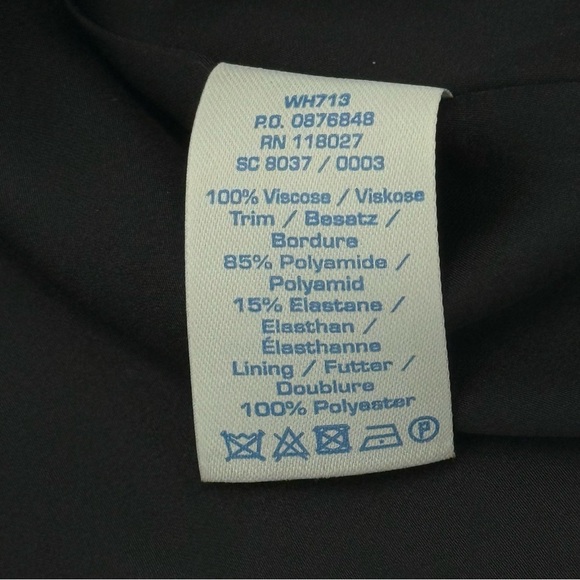 WH713
P.O. 0876848
RN 118027
SC 8037 / 0003
100% Viscose / Viskose
Trim / Besatz /
Bordure
85% Polyamide /
Polyamid
15% Elastane /
Elasthan /
Élasthanne
Lining / Futter /
Doublure
100% Polyester
P